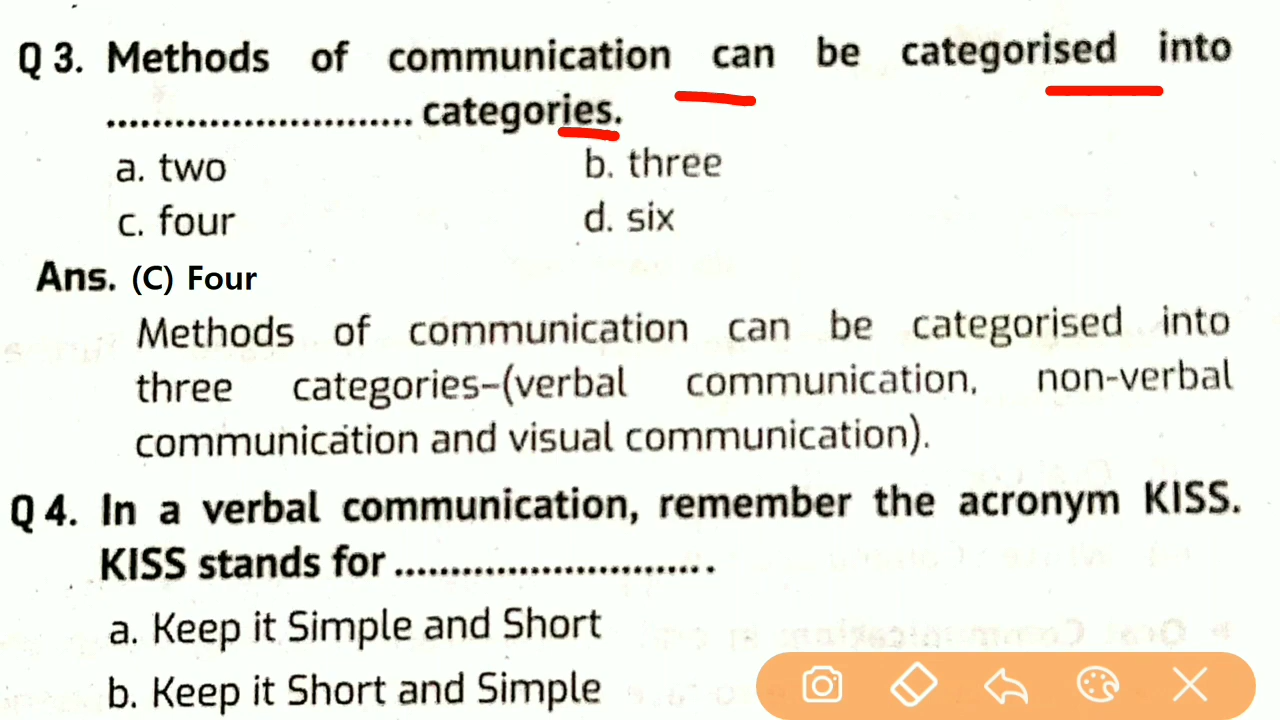 Q 3. Methods of communication can be categorised into
........................... categories.
a. two b. three
c. four d. six
Ans. (C) Four
Methods of communication can be categorised into
three categories–(verbal communication, non-verbal
communication and visual communication).
Q 4. In a verbal communication, remember the acronym KISS.
KISS stands for ............................
a. Keep it Simple and Short
b. Keep it Short and Simple